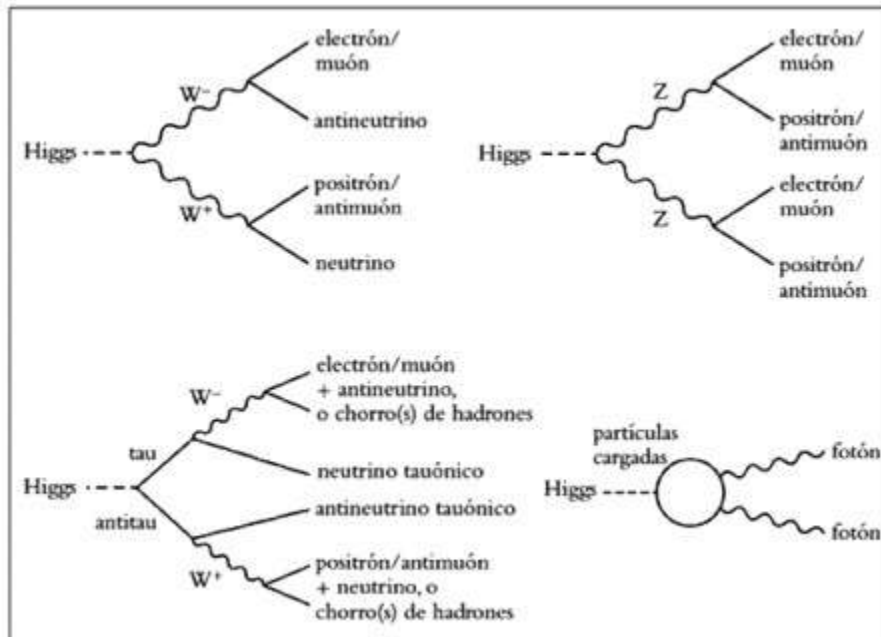 electrón/
muón
W−
antineutrino
Higgs
positrón/
antimuón
W+
neutrino
electrón/
muón
Z
positrón/
antimuón
Higgs
electrón/
muón
Z
positrón/
antimuón
electrón/muón
+ antineutrino,
o chorro(s) de hadrones
W−
tau
neutrino tauónico
Higgs
antineutrino tauónico
antitau
positrón/antimuón
+ neutrino, o
chorro(s) de hadrones
W+
partículas
cargadas
fotón
Higgs
fotón